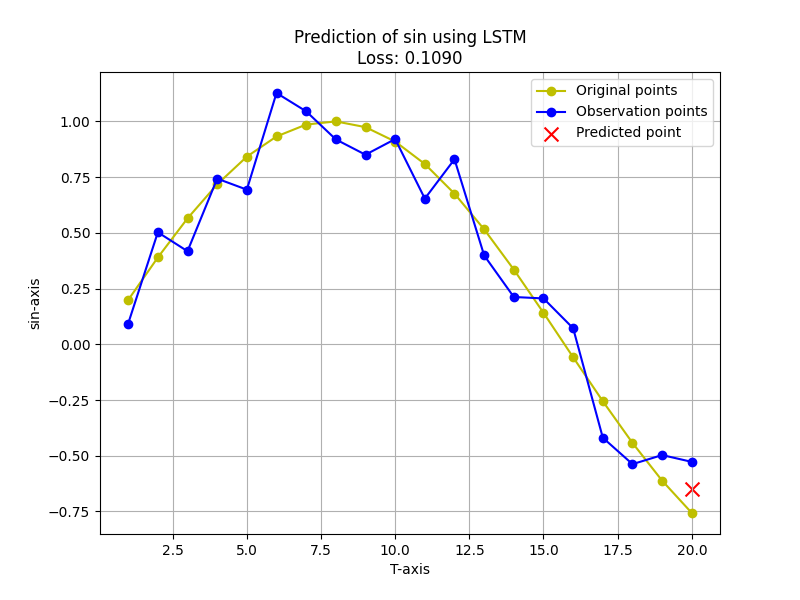 Prediction of sin using LSTM
Loss: 0.1090
Original points
Observation points
Predicted point
1.00
0.75
0.50
0.25
0.00
−0.25
−0.50
−0.75
sin-axis
2.5 5.0 7.5 10.0 12.5 15.0 17.5 20.0
T-axis